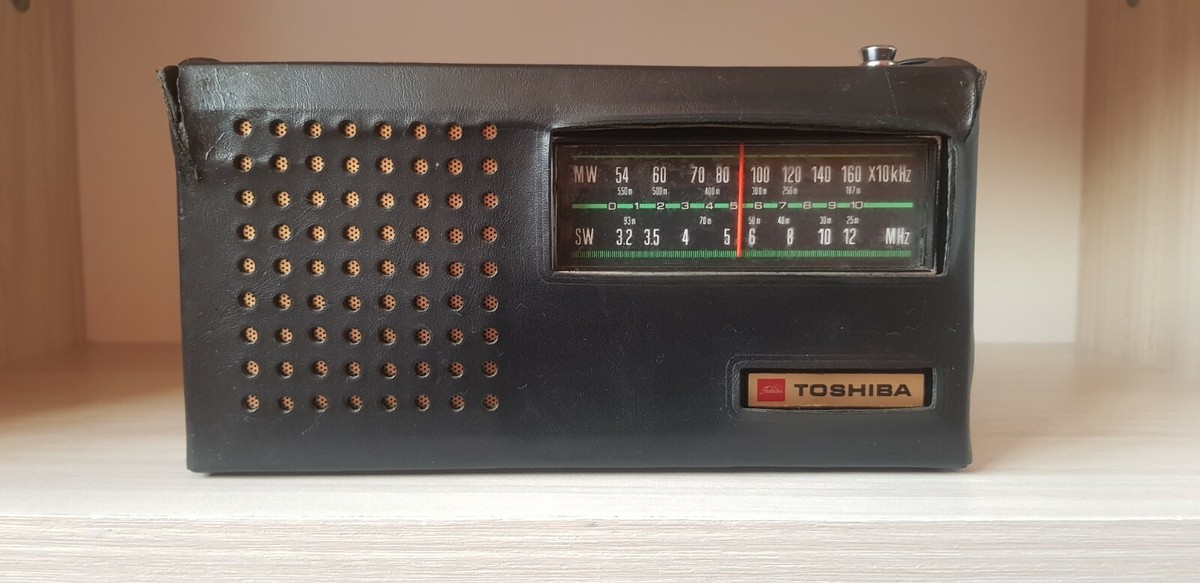 MW 54 60 70 80 100 120 140 160 X10kHz
550m 500m 400m 300m 250m 187m
0 1 2 3 4 5 6 7 8 9 10
93m 70m 50m 40m 30m 25m
SW 3.2 3.5 4 5 6 8 10 12 MHz
Toshiba TOSHIBA